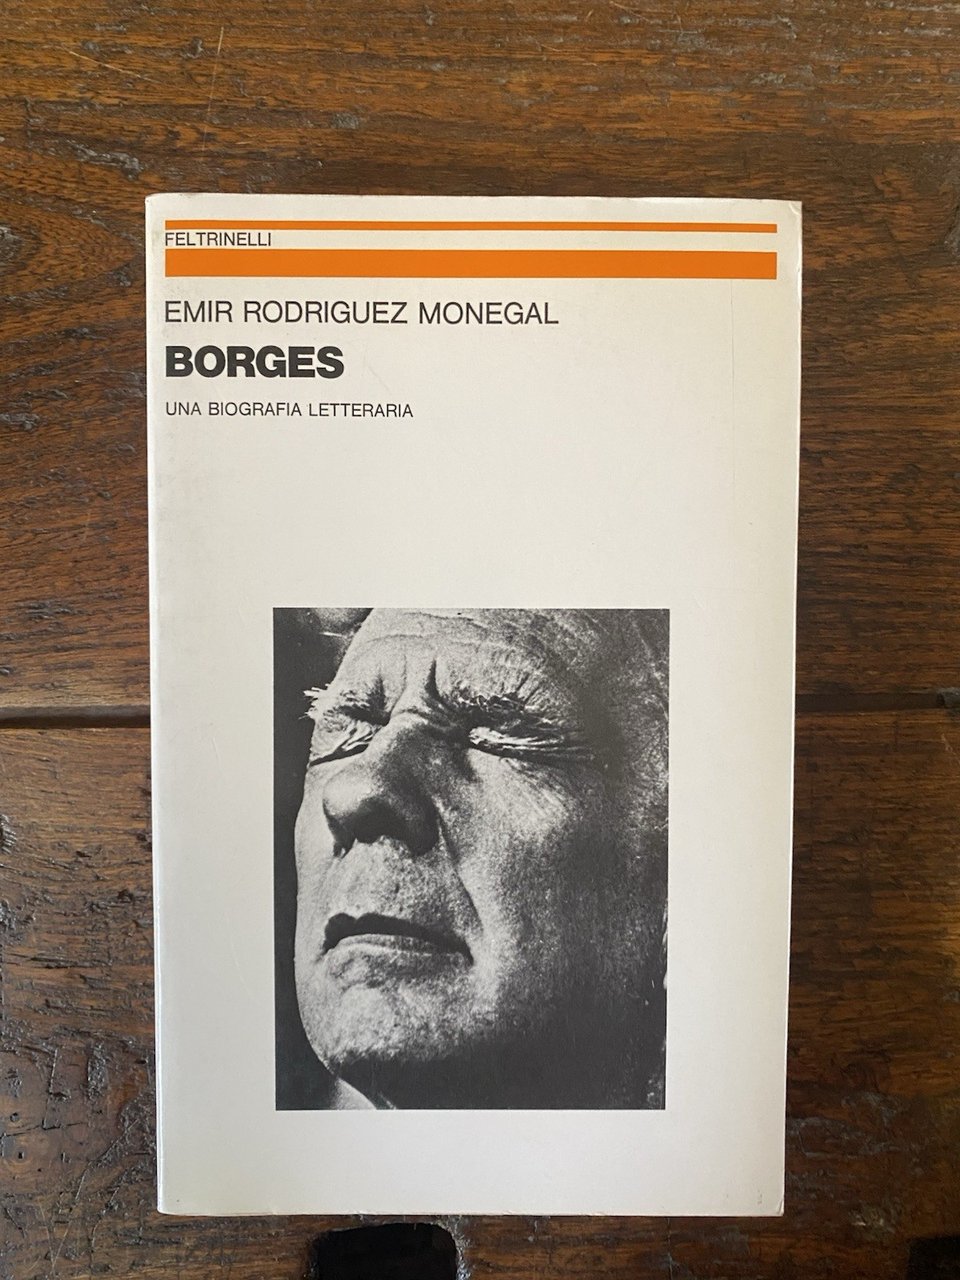 FELTRINELLI
EMIR RODRIGUEZ MONEGAL
BORGES
UNA BIOGRAFIA LETTERARIA